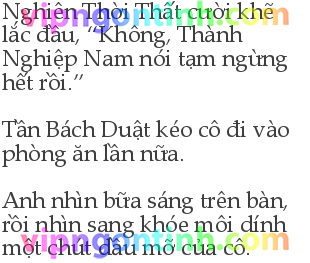 Nghiên Thời Thất cười khẽ
lắc đầu, “Không, Thành
Nghiệp Nam nói tạm ngừng
hết rồi.”
Tần Bách Duật kéo cô đi vào
phòng ăn lần nữa.
Anh nhìn bữa sáng trên bàn,
rồi nhìn sang khóe môi dính
một chút dầu mỡ của cô.
vipngontinh.com
vipngontinh.com